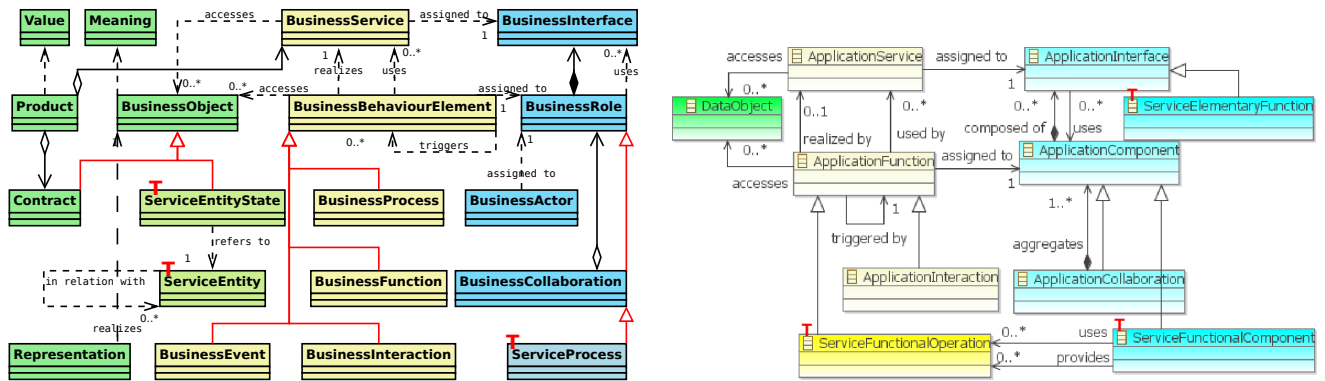 Value
Meaning
accesses
BusinessService
assigned to
1
BusinessInterface
1
0..*
0..*
realizes
uses
uses
0..*
0..*
accesses
assigned to
Product
BusinessObject
BusinessBehaviourElement
1
BusinessRole
1
0..*
triggers
1
assigned to
T
Contract
ServiceEntityState
BusinessProcess
BusinessActor
refers to
1
T
in relation with
ServiceEntity
BusinessFunction
BusinessCollaboration
0..*
realizes
T
Representation
BusinessEvent
BusinessInteraction
ServiceProcess
accesses
ApplicationService
assigned to
1
ApplicationInterface
0..*
T
DataObject
0..1
0..*
0..*
0..*
ServiceElementaryFunction
realized by
used by
composed of
uses
0..*
ApplicationFunction
assigned to
ApplicationComponent
accesses
1
1
1..*
triggered by
aggregates
ApplicationInteraction
ApplicationCollaboration
T
T
ServiceFunctionalOperation
0..*
uses
ServiceFunctionalComponent
0..*
provides